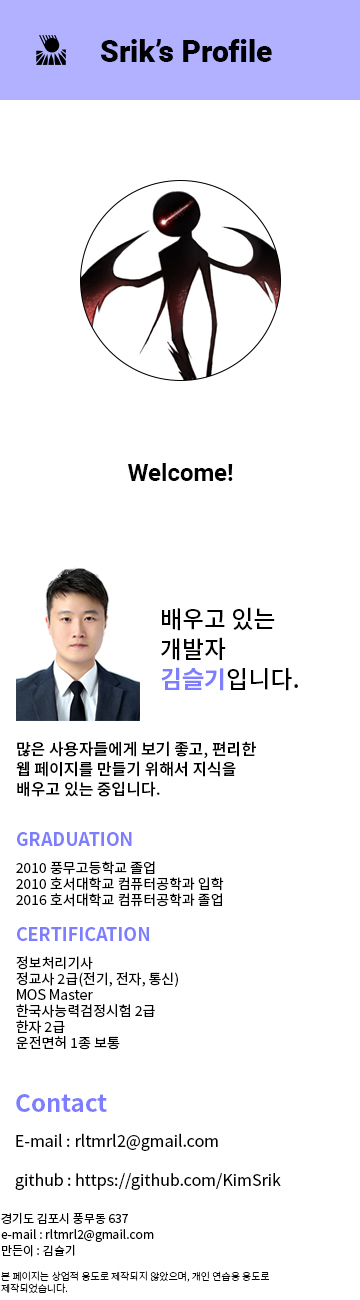 Srik’s Profile
Welcome!
배우고 있는
개발자
김슬기입니다.
많은 사용자들에게 보기 좋고, 편리한
웹 페이지를 만들기 위해서 지식을
배우고 있는 중입니다.
GRADUATION
2010 풍무고등학교 졸업
2010 호서대학교 컴퓨터공학과 입학
2016 호서대학교 컴퓨터공학과 졸업
CERTIFICATION
정보처리기사
정교사 2급(전기, 전자, 통신)
MOS Master
한국사능력검정시험 2급
한자 2급
운전면허 1종 보통
Contact
E-mail : rltmrl2@gmail.com
github : https://github.com/KimSrik
경기도 김포시 풍무동 637
e-mail : rltmrl2@gmail.com
만든이 : 김슬기
본 페이지는 상업적 용도로 제작되지 않았으며, 개인 연습용 용도로
제작되었습니다.